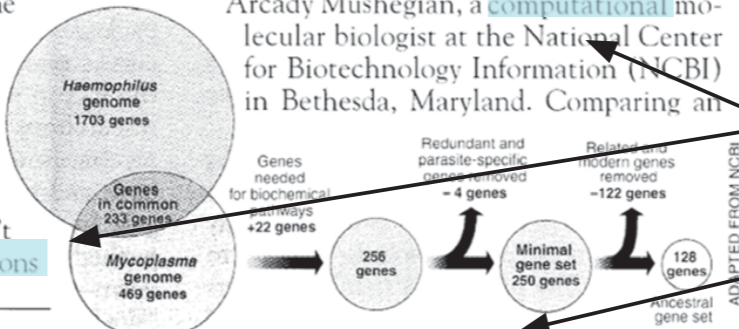 Arcady Mushegian, a computational mo-
lecular biologist at the National Center
for Biotechnology Information (NCBI)
in Bethesda, Maryland. Comparing an
Haemophilus
genome
1703 genes
Genes
in common
233 genes
Mycoplasma
genome
469 genes
Genes
needed
for biochemical
pathways
+22 genes
256
genes
Redundant and
parasite-specific
genes removed
– 4 genes
Minimal
gene set
250 genes
Related and
modern genes
removed
–122 genes
128
genes
Ancestral
gene set
ADAPTED FROM NCBI